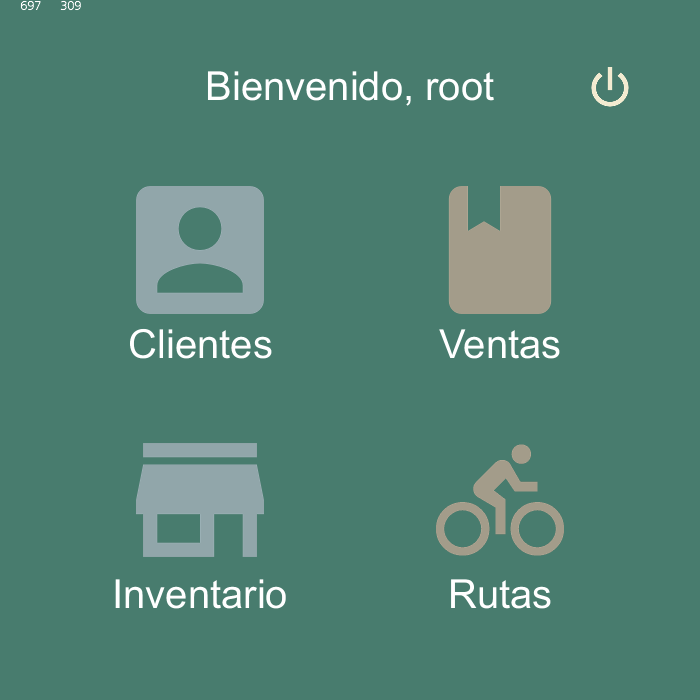 697 309
Bienvenido, root
Clientes
Ventas
Inventario
Rutas